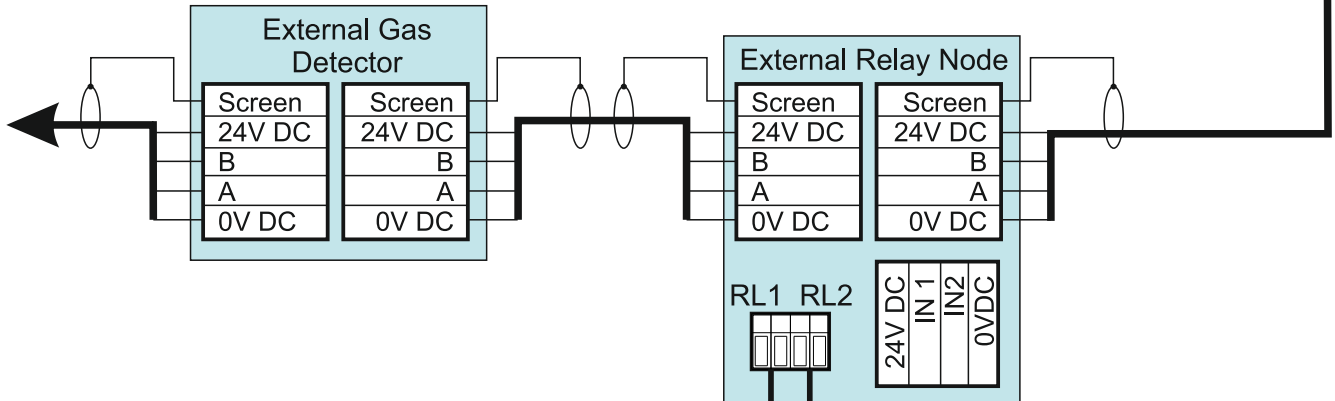 External Gas
Detector
Screen
24V DC
B
A
0V DC
Screen
24V DC
B
A
0V DC
External Relay Node
Screen
24V DC
B
A
0V DC
Screen
24V DC
B
A
0V DC
RL1 RL2
24V DC
IN 1
IN2
0VDC